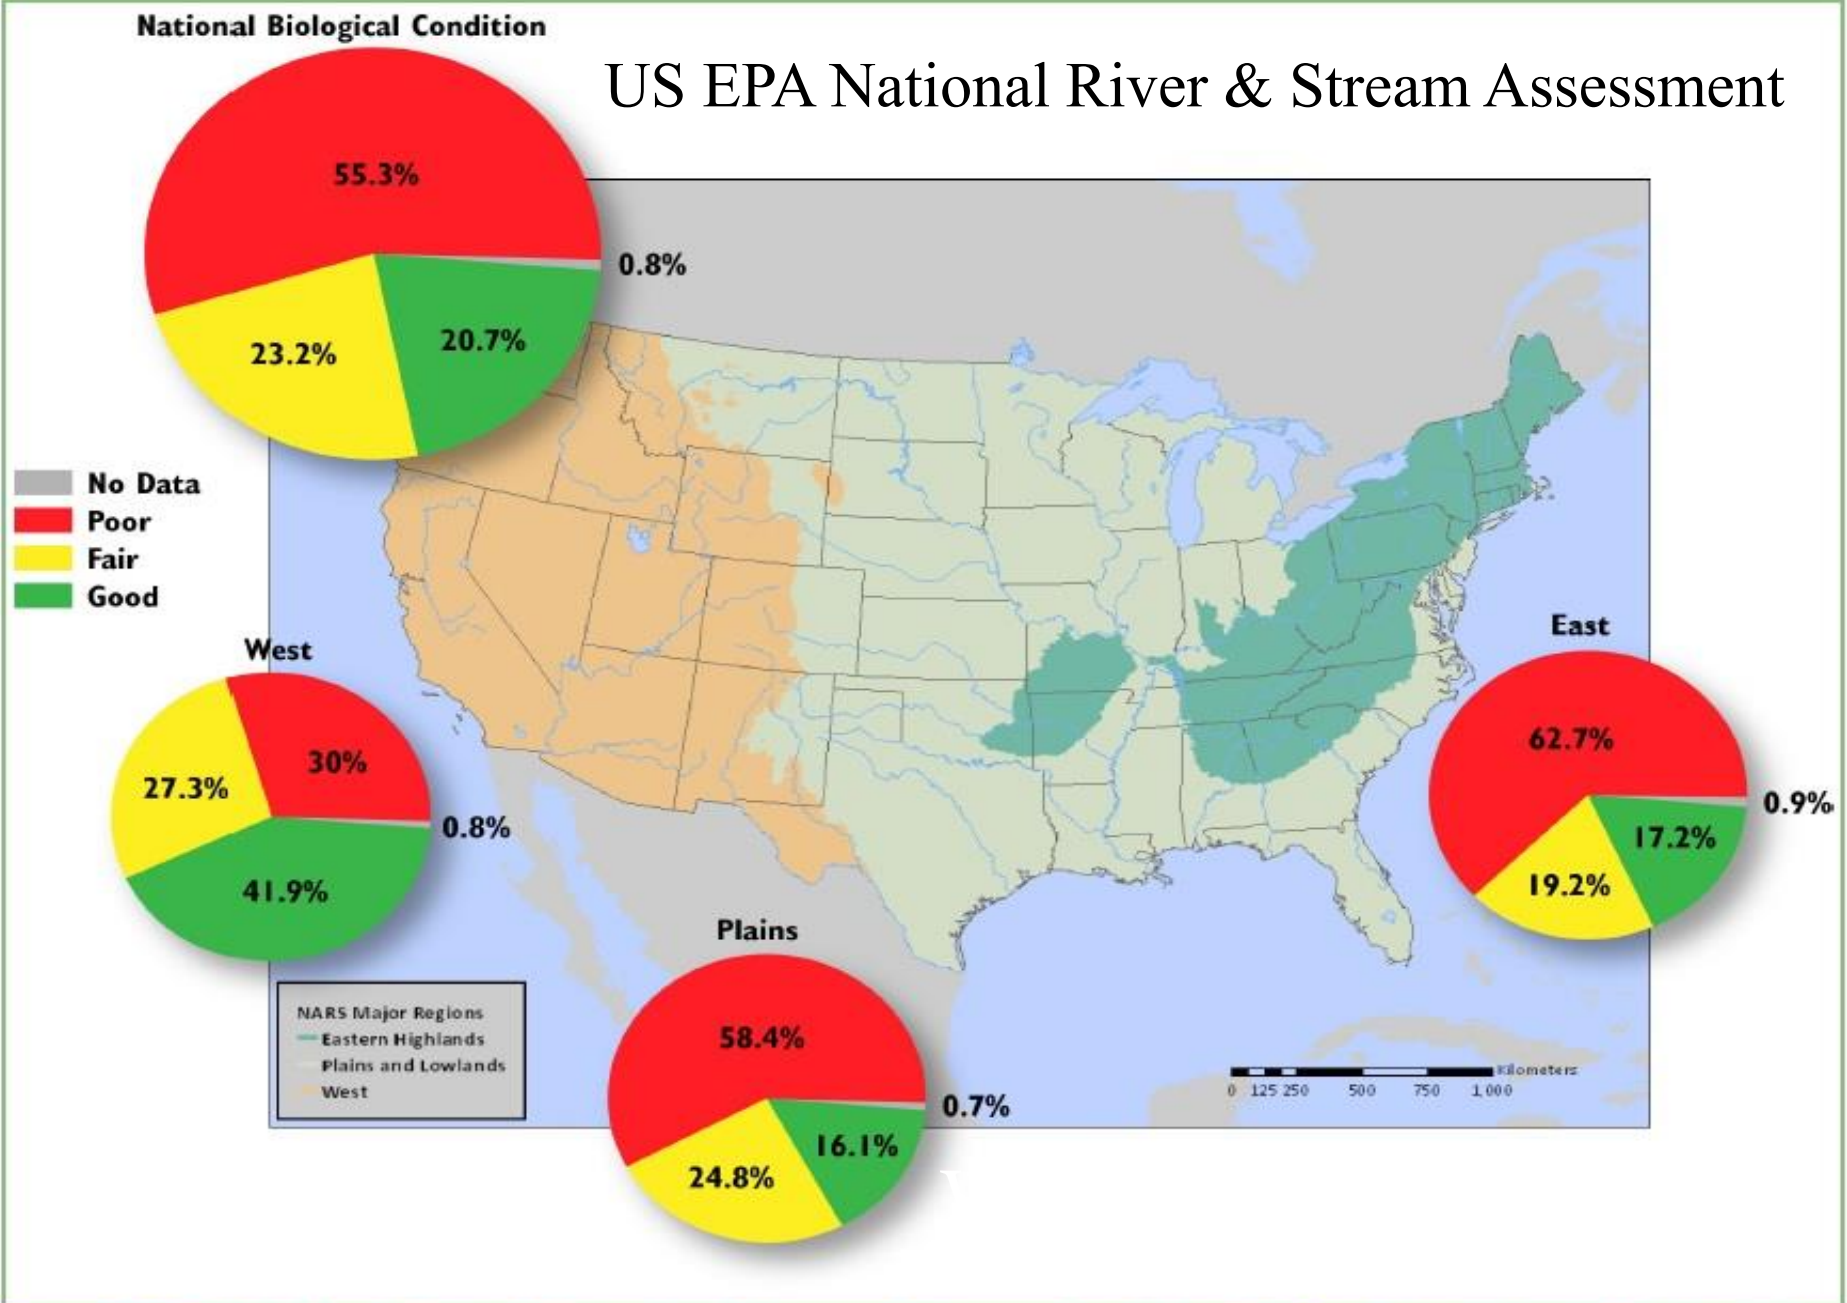 National Biological Condition
US EPA National River & Stream Assessment
55.3%
0.8%
23.2%
20.7%
No Data
Poor
Fair
Good
West
30%
27.3%
0.8%
41.9%
East
62.7%
0.9%
17.2%
19.2%
Plains
58.4%
0.7%
16.1%
24.8%
NARS Major Regions
Eastern Highlands
Plains and Lowlands
West
Kilometers
0 125 250 500 750 1,000